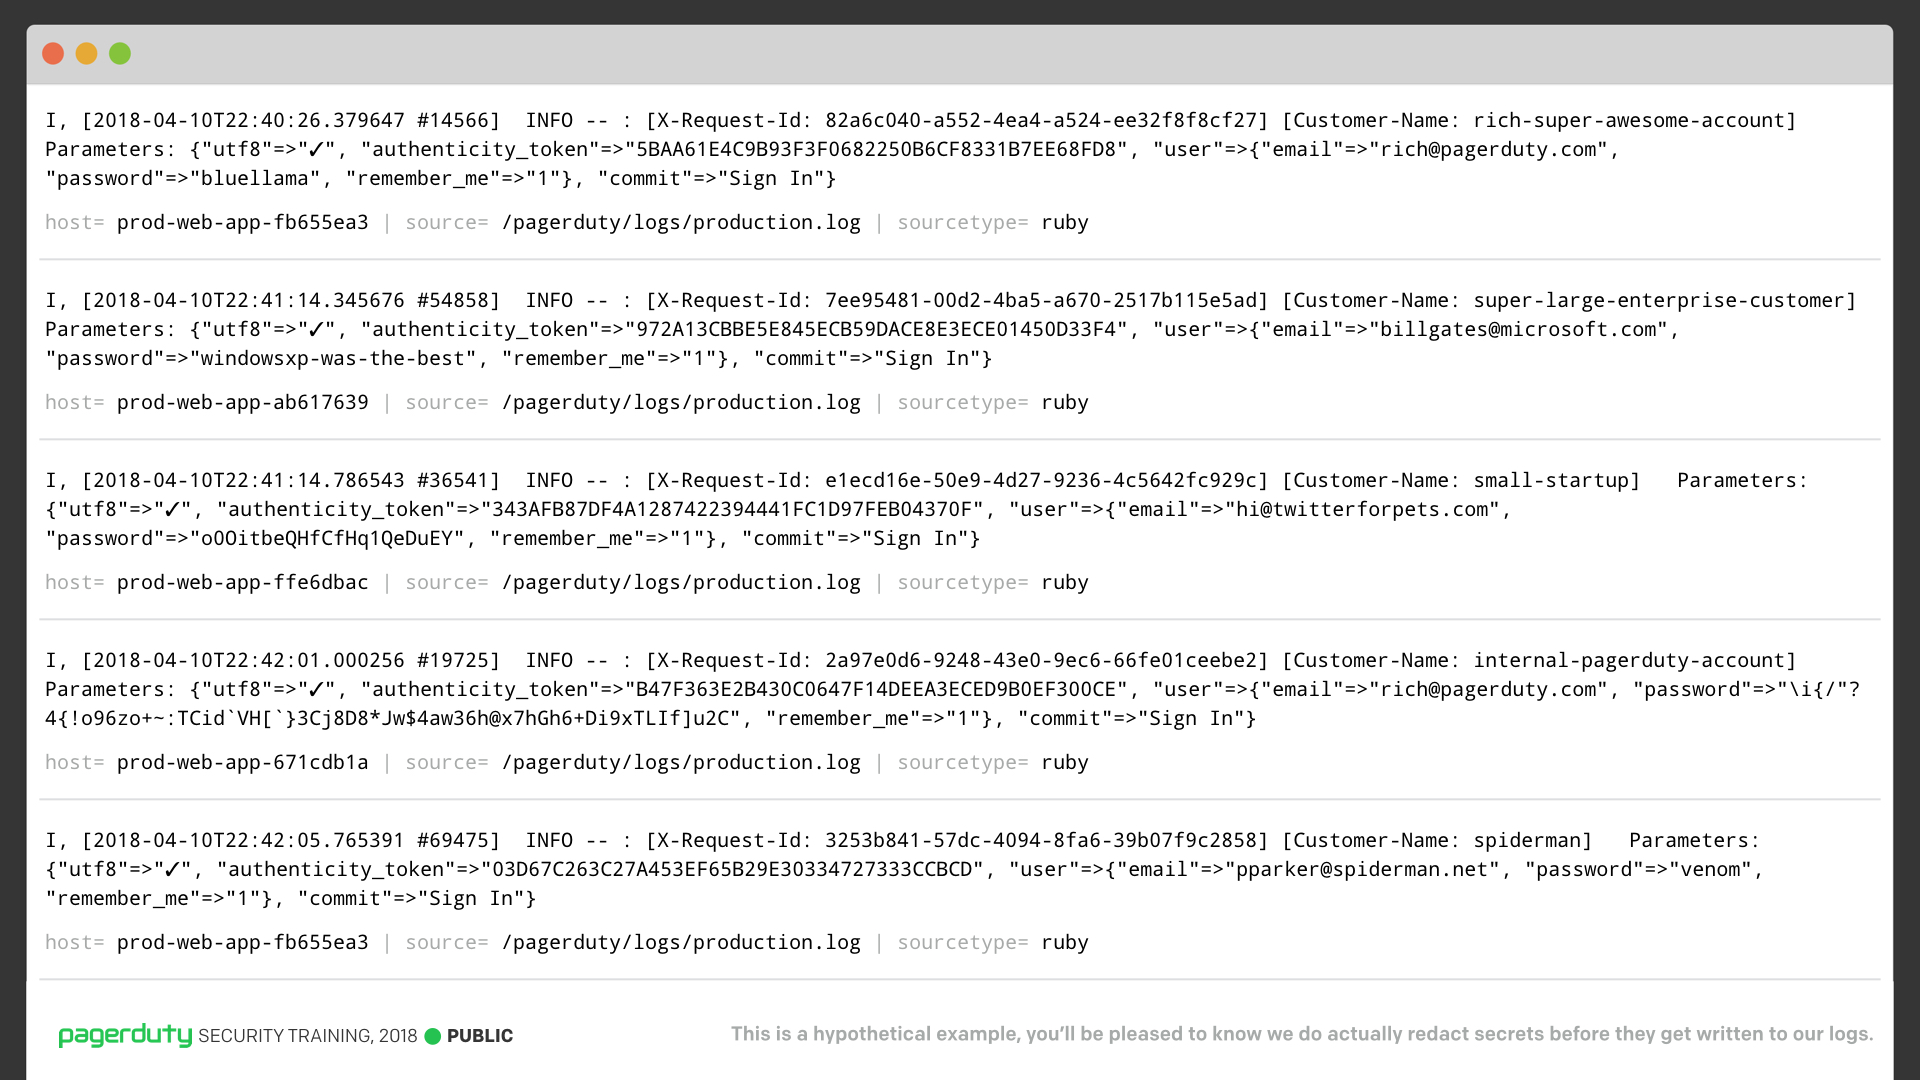 I, [2018-04-10T22:40:26.379647 #14566]  INFO -- : [X-Request-Id: 82a6c040-a552-4ea4-a524-ee32f8f8cf27] [Customer-Name: rich-super-awesome-account]
Parameters: {"utf8"=>"✓", "authenticity_token"=>"5BAA61E4C9B93F3F0682250B6CF8331B7EE68FD8", "user"=>{"email"=>"rich@pagerduty.com",
"password"=>"bluellama", "remember_me"=>"1"}, "commit"=>"Sign In"}
host= prod-web-app-fb655ea3 | source= /pagerduty/logs/production.log | sourcetype= ruby
I, [2018-04-10T22:41:14.345676 #54858]  INFO -- : [X-Request-Id: 7ee95481-00d2-4ba5-a670-2517b115e5ad] [Customer-Name: super-large-enterprise-customer]
Parameters: {"utf8"=>"✓", "authenticity_token"=>"972A13CBBE5E845ECB59DACE8E3ECE01450D33F4", "user"=>{"email"=>"billgates@microsoft.com",
"password"=>"windowsxp-was-the-best", "remember_me"=>"1"}, "commit"=>"Sign In"}
host= prod-web-app-ab617639 | source= /pagerduty/logs/production.log | sourcetype= ruby
I, [2018-04-10T22:41:14.786543 #36541]  INFO -- : [X-Request-Id: e1ecd16e-50e9-4d27-9236-4c5642fc929c] [Customer-Name: small-startup]   Parameters:
{"utf8"=>"✓", "authenticity_token"=>"343AFB87DF4A1287422394441FC1D97FEB04370F", "user"=>{"email"=>"hi@twitterforpets.com",
"password"=>"o0OitbeQHfCfHq1QeDuEY", "remember_me"=>"1"}, "commit"=>"Sign In"}
host= prod-web-app-ffe6dbac | source= /pagerduty/logs/production.log | sourcetype= ruby
I, [2018-04-10T22:42:01.000256 #19725]  INFO -- : [X-Request-Id: 2a97e0d6-9248-43e0-9ec6-66fe01ceebe2] [Customer-Name: internal-pagerduty-account]
Parameters: {"utf8"=>"✓", "authenticity_token"=>"B47F363E2B430C0647F14DEEA3ECED9B0EF300CE", "user"=>{"email"=>"rich@pagerduty.com", "password"=>"\i{/"?
4{!o96zo+~:TCid`VH[`}3Cj8D8*Jw$4aw36h@x7hGh6+Di9xTLIf]u2C", "remember_me"=>"1"}, "commit"=>"Sign In"}
host= prod-web-app-671cdb1a | source= /pagerduty/logs/production.log | sourcetype= ruby
I, [2018-04-10T22:42:05.765391 #69475]  INFO -- : [X-Request-Id: 3253b841-57dc-4094-8fa6-39b07f9c2858] [Customer-Name: spiderman]   Parameters:
{"utf8"=>"✓", "authenticity_token"=>"03D67C263C27A453EF65B29E30334727333CCBCD", "user"=>{"email"=>"pparker@spiderman.net", "password"=>"venom",
"remember_me"=>"1"}, "commit"=>"Sign In"}
host= prod-web-app-fb655ea3 | source= /pagerduty/logs/production.log | sourcetype= ruby
pagerduty SECURITY TRAINING, 2018 ● PUBLIC
This is a hypothetical example, you’ll be pleased to know we do actually redact secrets before they get written to our logs.